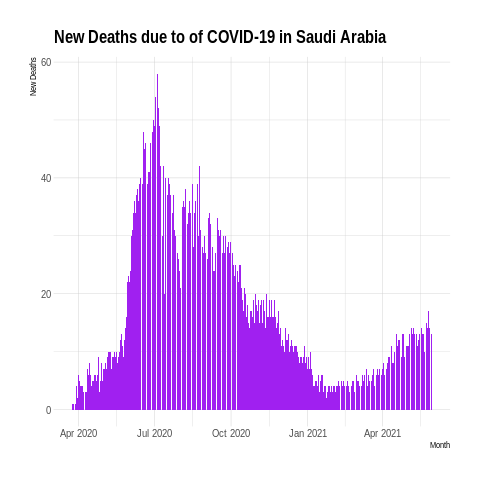 New Deaths due to of COVID-19 in Saudi Arabia
New Deaths
60
40
20
0
Apr 2020
Jul 2020
Oct 2020
Jan 2021
Apr 2021
Month